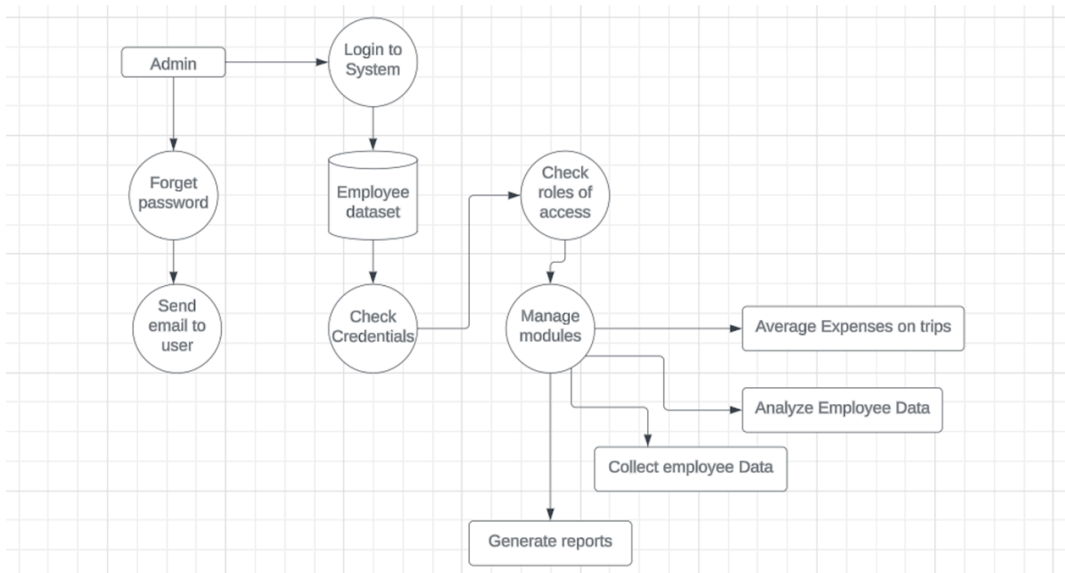 Admin
Login to
System
Forget
password
Employee
dataset
Check
roles of
access
Send
email to
user
Check
Credentials
Manage
modules
Average Expenses on trips
Analyze Employee Data
Collect employee Data
Generate reports